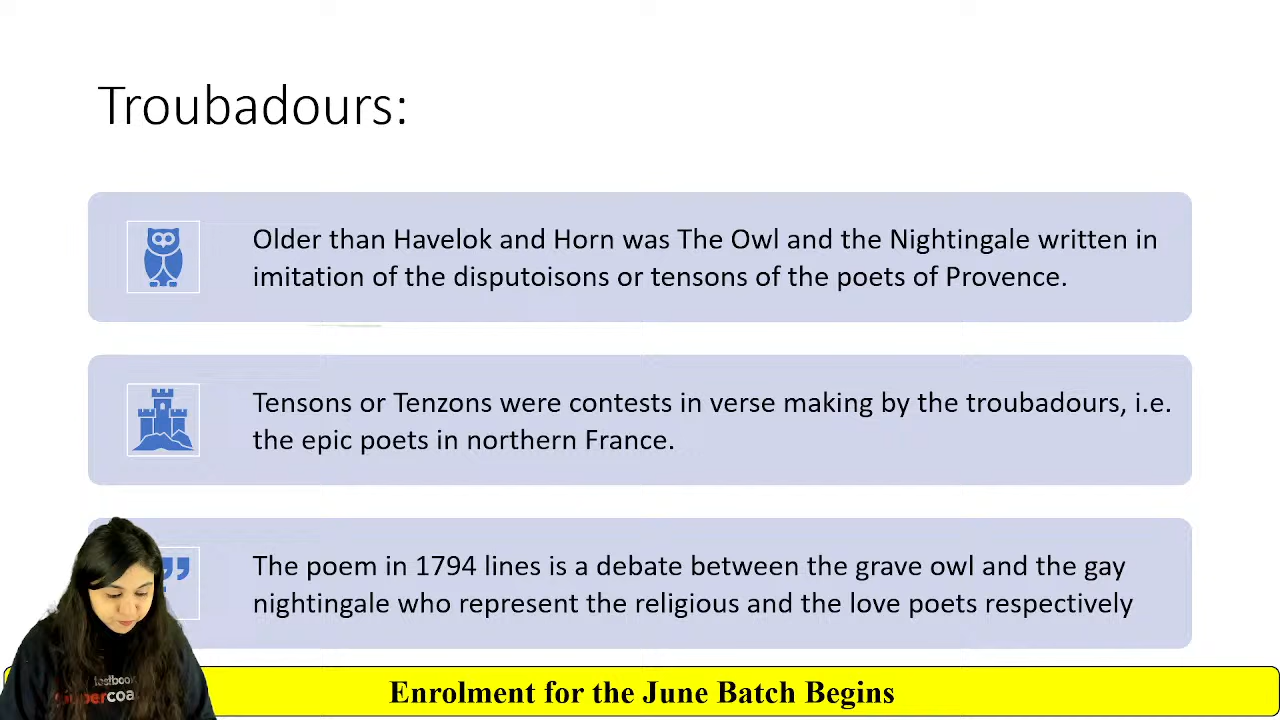 Troubadours:
Older than Havelok and Horn was The Owl and the Nightingale written in
imitation of the disputoisons or tensons of the poets of Provence.
Tensons or Tenzons were contests in verse making by the troubadours, i.e.
the epic poets in northern France.
The poem in 1794 lines is a debate between the grave owl and the gay
nightingale who represent the religious and the love poets respectively
testbook
Enrolment for the June Batch Begins